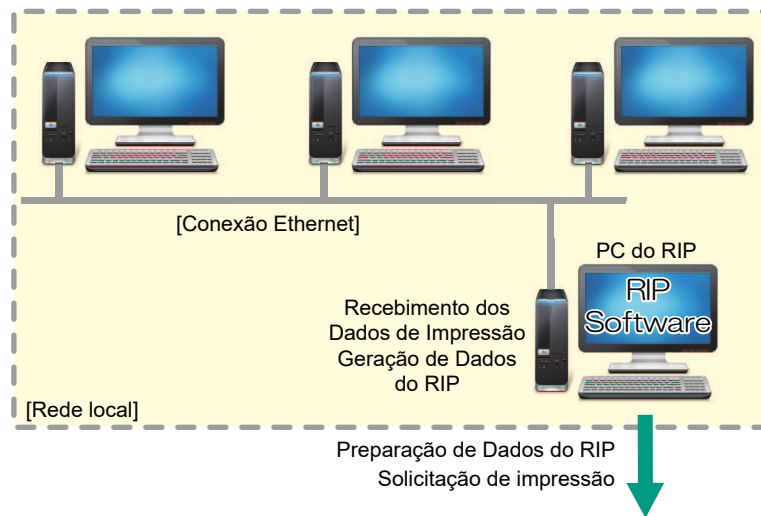 [Conexão Ethernet]
PC do RIP
RIP
Software
Recebimento dos
Dados de Impressão
Geração de Dados
do RIP
[Rede local]
Preparação de Dados do RIP
Solicitação de impressão